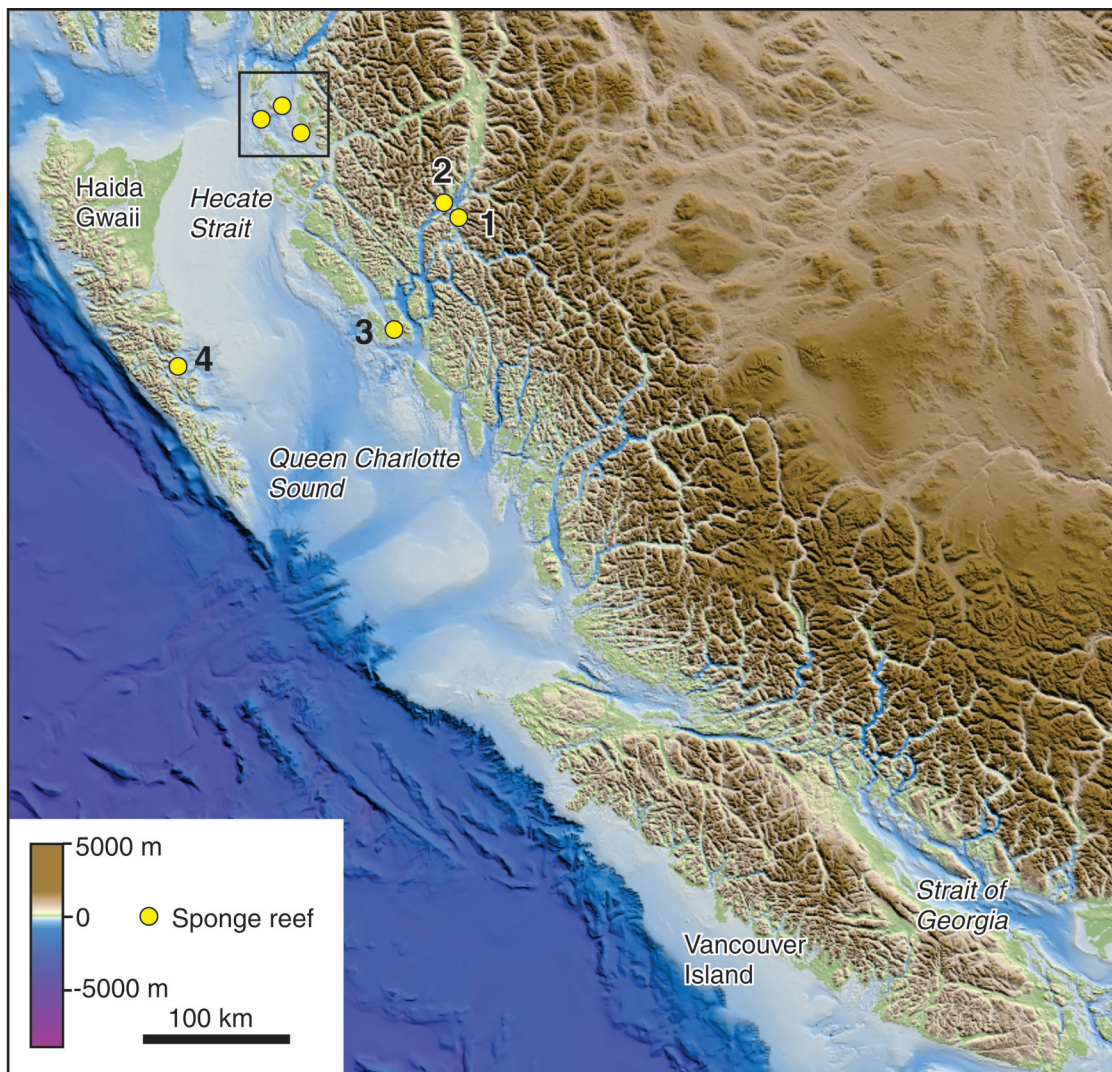 2
1
Haida
Gwaii
Hecate
Strait
3
4
Queen Charlotte
Sound
5000 m
0
Sponge reef
-5000 m
100 km
Strait of
Georgia
Vancouver
Island